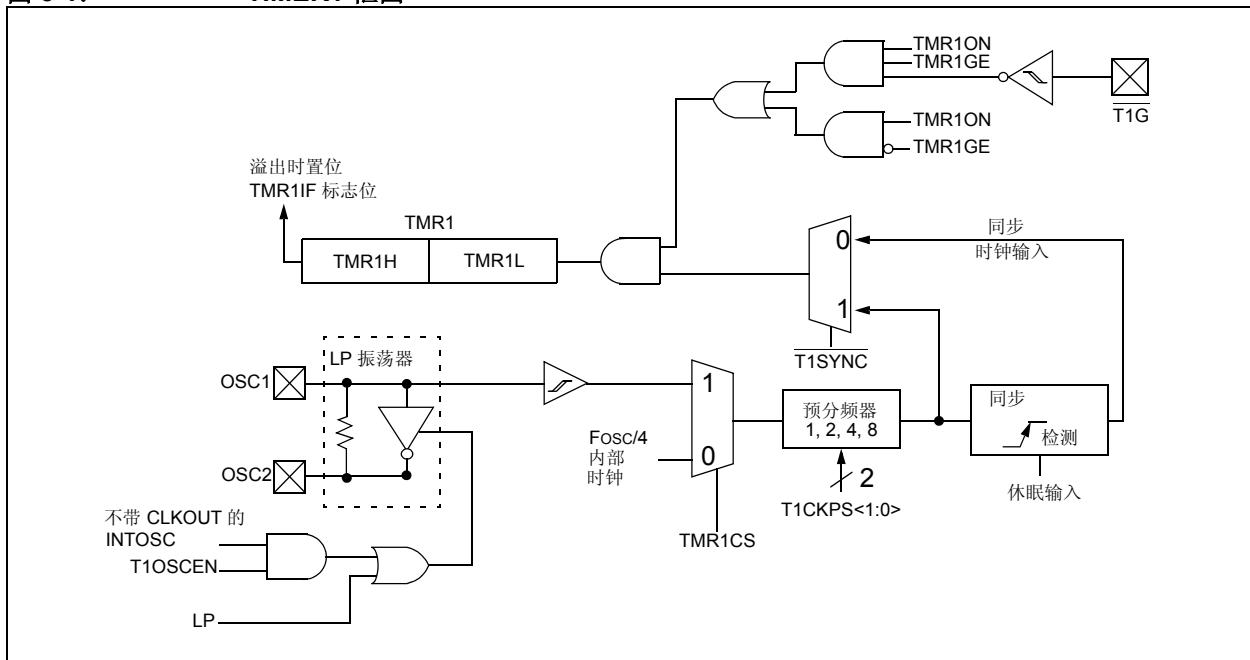 TMR1ON
TMR1GE
T1G
TMR1ON
TMR1GE
溢出时置位
TMR1IF 标志位
TMR1
TMR1H
TMR1L
0
1
同步
时钟输入
T1SYNC
LP 振荡器
OSC1
OSC2
1
0
FOSC/4
内部
时钟
预分频器
1, 2, 4, 8
2
T1CKPS<1:0>
同步
检测
休眠输入
TMR1CS
不带 CLKOUT 的
INTOSC
T1OSCEN
LP